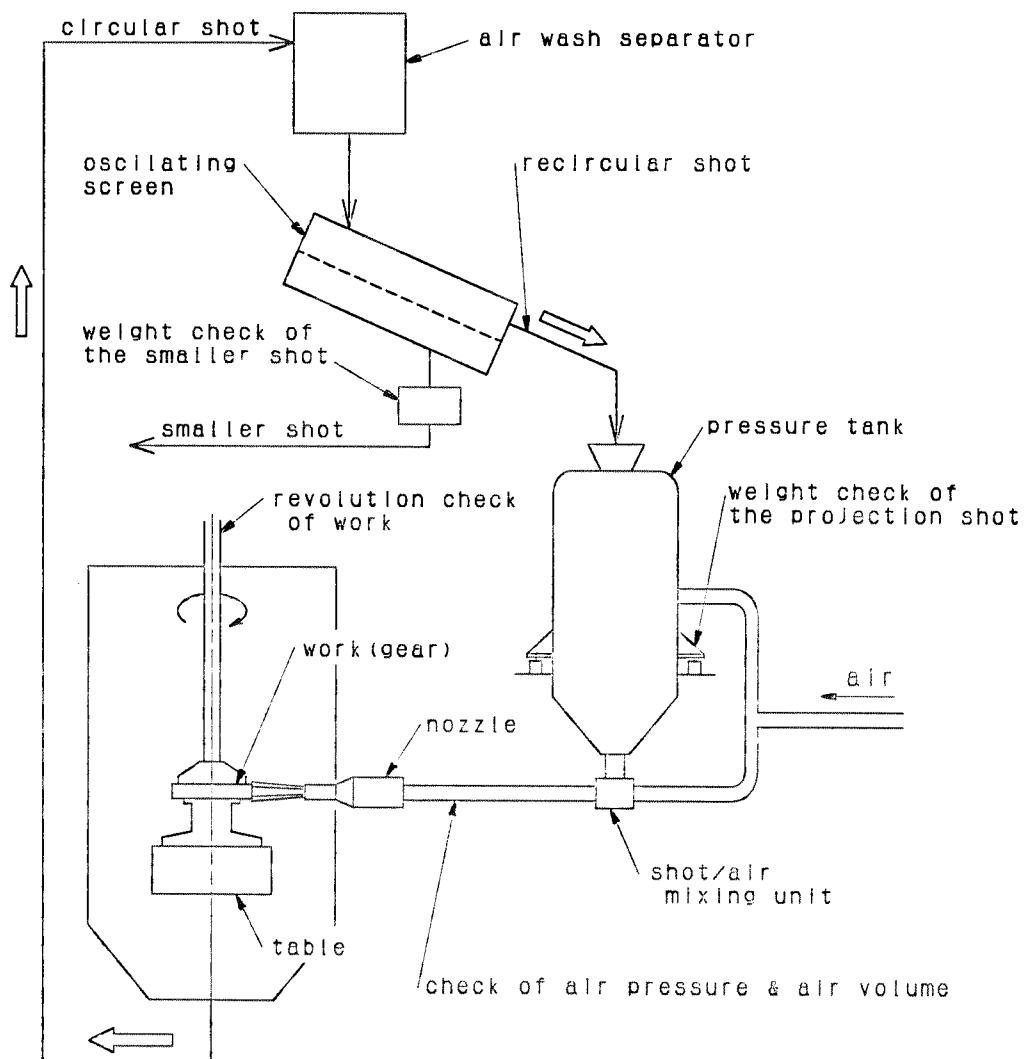 circular shot
air wash separator
oscilating
screen
recircular shot
weight check of
the smaller shot
smaller shot
pressure tank
revolution check
of work
weight check of
the projection shot
work(gear)
air
nozzle
shot/air
mixing unit
table
check of air pressure & air volume